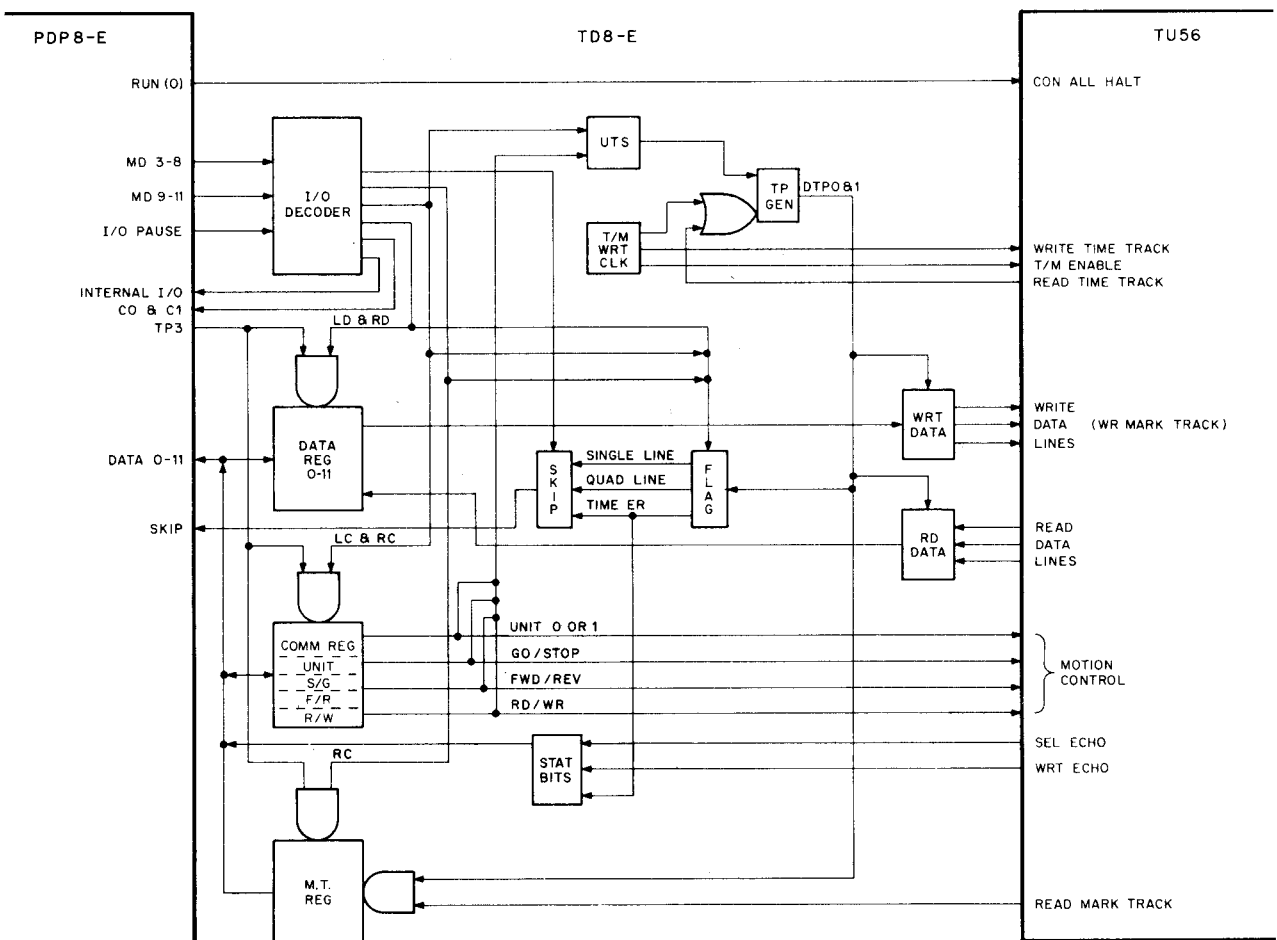 PDP8-E
TD8-E
TU56
RUN (0)
CON ALL HALT
MD 3-8
MD 9-11
I/O PAUSE
I/O
DECODER
UTS
TP
GEN
DTP0&1
T/M
WRT
CLK
WRITE TIME TRACK
T/M ENABLE
READ TIME TRACK
INTERNAL I/O
CO & C1
TP3
LD & RD
DATA
REG
0-11
DATA 0-11
SKIP
SKIP
SINGLE LINE
QUAD LINE
TIME ER
FLAG
WRT
DATA
WRITE
DATA (WR MARK TRACK)
LINES
RD
DATA
READ
DATA
LINES
LC & RC
COMM REG
UNIT
S/G
F/R
R/W
UNIT 0 OR 1
GO/STOP
FWD/REV
RD/WR
MOTION
CONTROL
RC
STAT
BITS
SEL ECHO
WRT ECHO
M.T.
REG
READ MARK TRACK